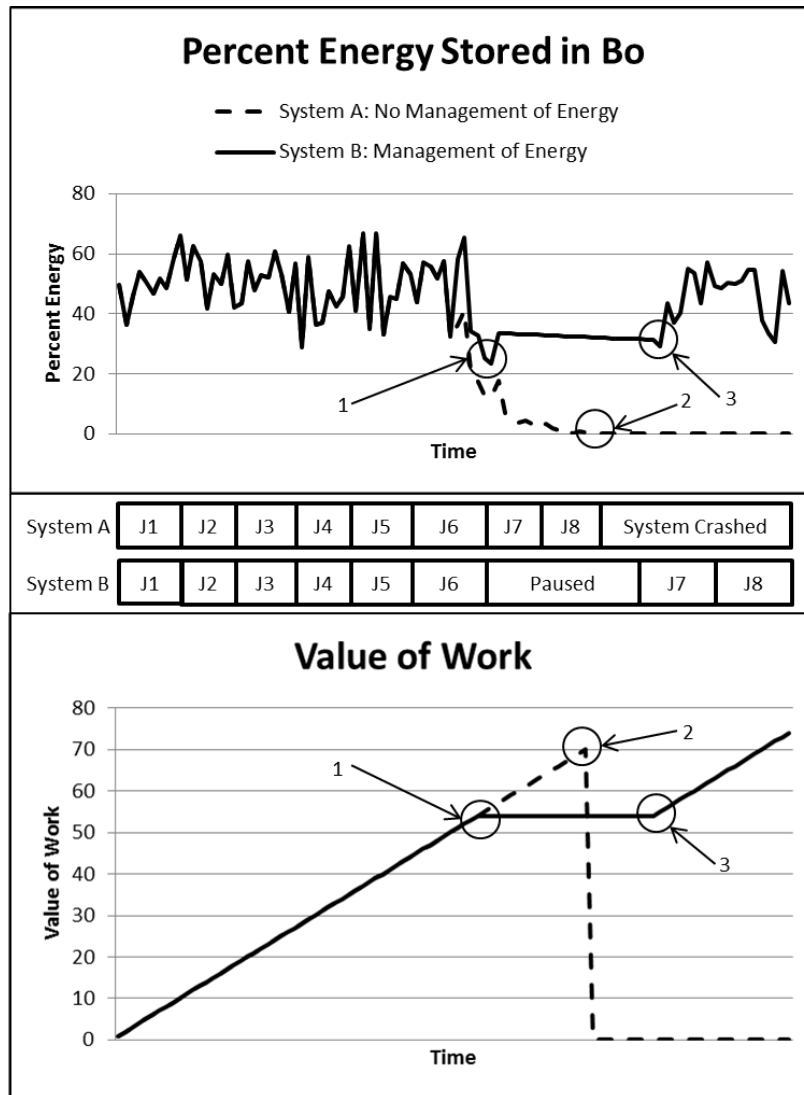 Percent Energy Stored in Bo
System A: No Management of Energy
System B: Management of Energy
80
60
40
20
0
Percent Energy
1
2
3
Time
System A J1 J2 J3 J4 J5 J6 J7 J8 System Crashed
System B J1 J2 J3 J4 J5 J6 Paused J7 J8
Value of Work
80
70
60
50
40
30
20
10
0
Value of Work
1
2
3
Time